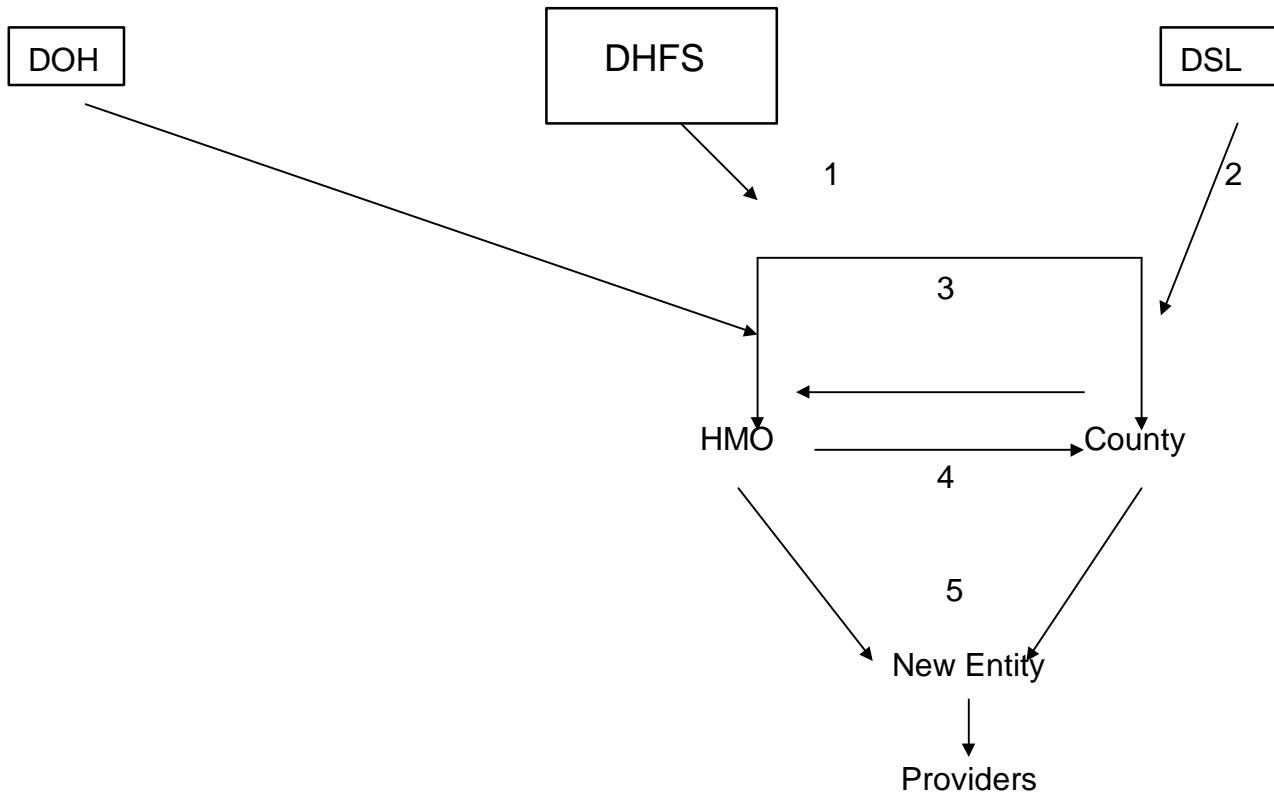 DOH
DHFS
DSL
1
2
3
HMO
County
4
5
New Entity
Providers